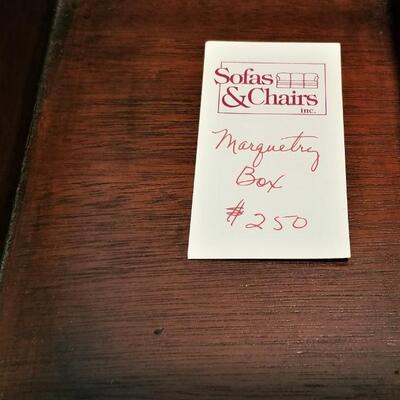 Sofas
& Chairs
inc.
Marquetry
Box
#250